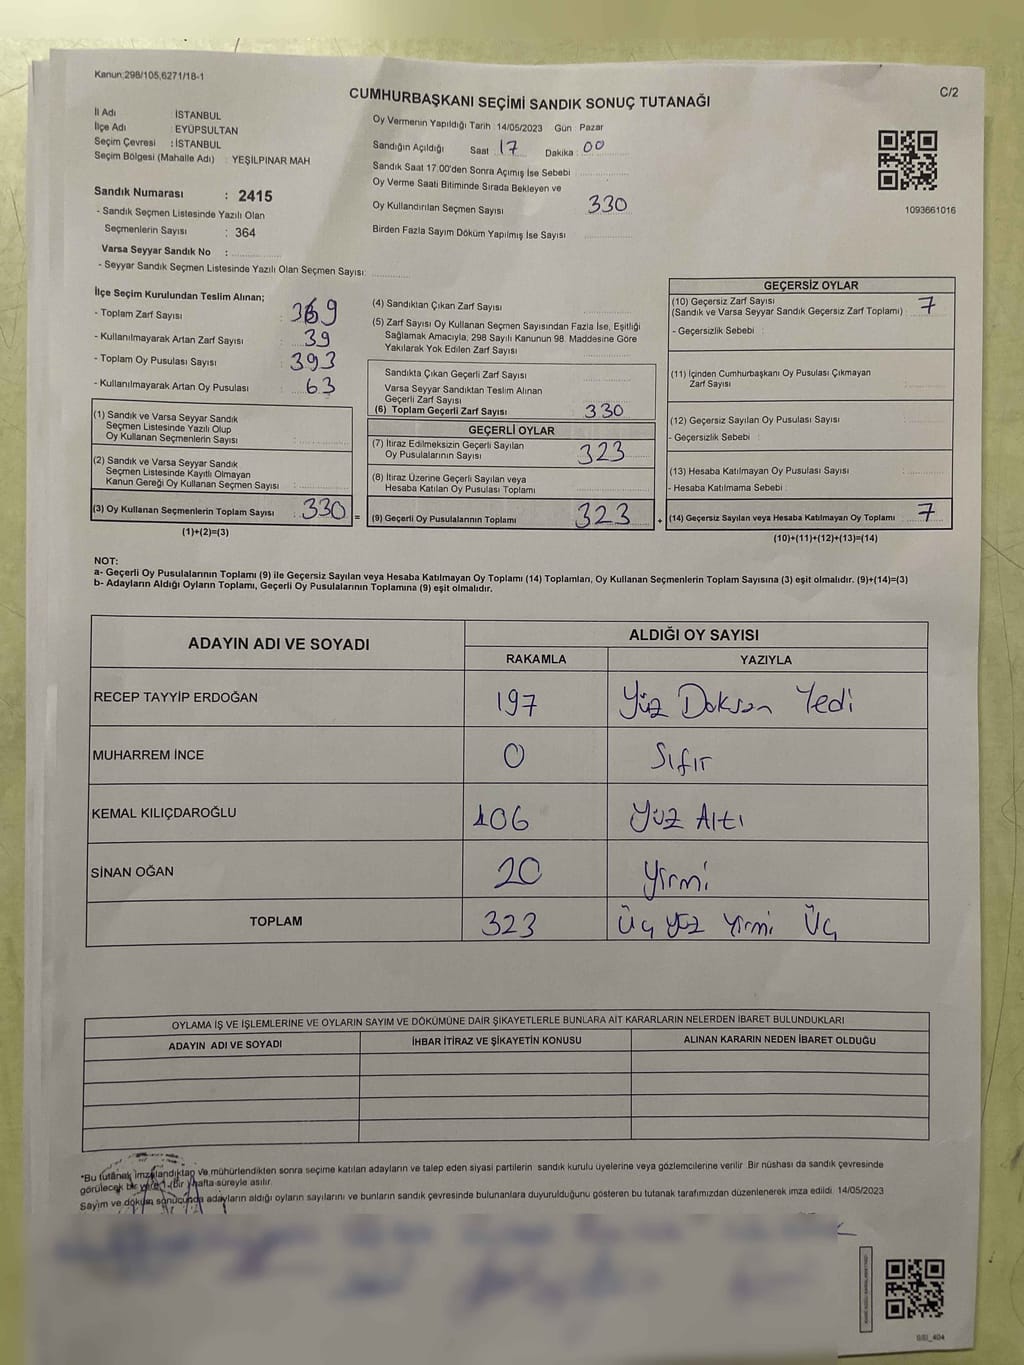 Kanun;298/105,6271/18-1
C/2
CUMHURBAŞKANI SEÇİMİ SANDIK SONUÇ TUTANAĞI
İl Adı : İSTANBUL
İlçe Adı : EYÜPSULTAN
Seçim Çevresi : İSTANBUL
Seçim Bölgesi (Mahalle Adı) : YEŞİLPINAR MAH
Sandık Numarası : 2415
- Sandık Seçmen Listesinde Yazılı Olan
Seçmenlerin Sayısı : 364
Varsa Seyyar Sandık No :
- Seyyar Sandık Seçmen Listesinde Yazılı Olan Seçmen Sayısı:
Oy Vermenin Yapıldığı Tarih : 14/05/2023 Gün Pazar
Sandığın Açıldığı Saat 17 Dakika : 00
Sandık Saat 17.00'den Sonra Açımış İse Sebebi
Oy Verme Saati Bitiminde Sırada Bekleyen ve
Oy Kullandırılan Seçmen Sayısı 330
Birden Fazla Sayım Döküm Yapılmış İse Sayısı
1093661016
İlçe Seçim Kurulundan Teslim Alınan;
- Toplam Zarf Sayısı : 369
- Kullanılmayarak Artan Zarf Sayısı : 39
- Toplam Oy Pusulası Sayısı : 393
- Kullanılmayarak Artan Oy Pusulası : 63
(1) Sandık ve Varsa Seyyar Sandık
Seçmen Listesinde Yazılı Olup
Oy Kullanan Seçmenlerin Sayısı :
(2) Sandık ve Varsa Seyyar Sandık
Seçmen Listesinde Kayıtlı Olmayan
Kanun Gereği Oy Kullanan Seçmen Sayısı :
(3) Oy Kullanan Seçmenlerin Toplam Sayısı : 330 =
(1)+(2)=(3)
(4) Sandıktan Çıkan Zarf Sayısı
(5) Zarf Sayısı Oy Kullanan Seçmen Sayısından Fazla İse, Eşitliği
Sağlamak Amacıyla, 298 Sayılı Kanunun 98. Maddesine Göre
Yakılarak Yok Edilen Zarf Sayısı
Sandıkta Çıkan Geçerli Zarf Sayısı
Varsa Seyyar Sandıktan Teslim Alınan
Geçerli Zarf Sayısı
(6) Toplam Geçerli Zarf Sayısı 330
GEÇERLİ OYLAR
(7) İtiraz Edilmeksizin Geçerli Sayılan
Oy Pusulalarının Sayısı 323
(8) İtiraz Üzerine Geçerli Sayılan veya
Hesaba Katılan Oy Pusulası Toplamı
(9) Geçerli Oy Pusulalarının Toplamı 323 +
GEÇERSİZ OYLAR
(10) Geçersiz Zarf Sayısı
(Sandık ve Varsa Seyyar Sandık Geçersiz Zarf Toplamı) : 7
- Geçersizlik Sebebi :
(11) İçinden Cumhurbaşkanı Oy Pusulası Çıkmayan
Zarf Sayısı :
(12) Geçersiz Sayılan Oy Pusulası Sayısı
- Geçersizlik Sebebi :
(13) Hesaba Katılmayan Oy Pusulası Sayısı
- Hesaba Katılmama Sebebi :
(14) Geçersiz Sayılan veya Hesaba Katılmayan Oy Toplamı : 7
(10)+(11)+(12)+(13)=(14)
NOT:
a- Geçerli Oy Pusulalarının Toplamı (9) ile Geçersiz Sayılan veya Hesaba Katılmayan Oy Toplamı (14) Toplamları, Oy Kullanan Seçmenlerin Toplam Sayısına (3) eşit olmalıdır. (9)+(14)=(3)
b- Adayların Aldığı Oyların Toplamı, Geçerli Oy Pusulalarının Toplamına (9) eşit olmalıdır.
ADAYIN ADI VE SOYADI ALDIĞI OY SAYISI
RAKAMLA YAZIYLA
RECEP TAYYİP ERDOĞAN 197 Yüz Doksan Yedi
MUHARREM İNCE 0 Sıfır
KEMAL KILIÇDAROĞLU 106 Yüz Altı
SİNAN OĞAN 20 Yirmi
TOPLAM 323 Üç yüz yirmi Üç
OYLAMA İŞ VE İŞLEMLERİNE VE OYLARIN SAYIM VE DÖKÜMÜNE DAİR ŞİKAYETLERLE BUNLARA AİT KARARLARIN NELERDEN İBARET BULUNDUKLARI
ADAYIN ADI VE SOYADI İHBAR İTİRAZ VE ŞİKAYETİN KONUSU ALINAN KARARIN NEDEN İBARET OLDUĞU
*Bu tutanak imzalandıktan ve mühürlendikten sonra seçime katılan adayların ve talep eden siyasi partilerin sandık kurulu üyelerine veya gözlemcilerine verilir. Bir nüshası da sandık çevresinde
görülecek bir yere 1 (Bir) hafta süreyle asılır.
Sayım ve döküm sonucunda adayların aldığı oyların sayılarını ve bunların sandık çevresinde bulunanlara duyurulduğunu gösteren bu tutanak tarafımızdan düzenlenerek imza edildi. 14/05/2023